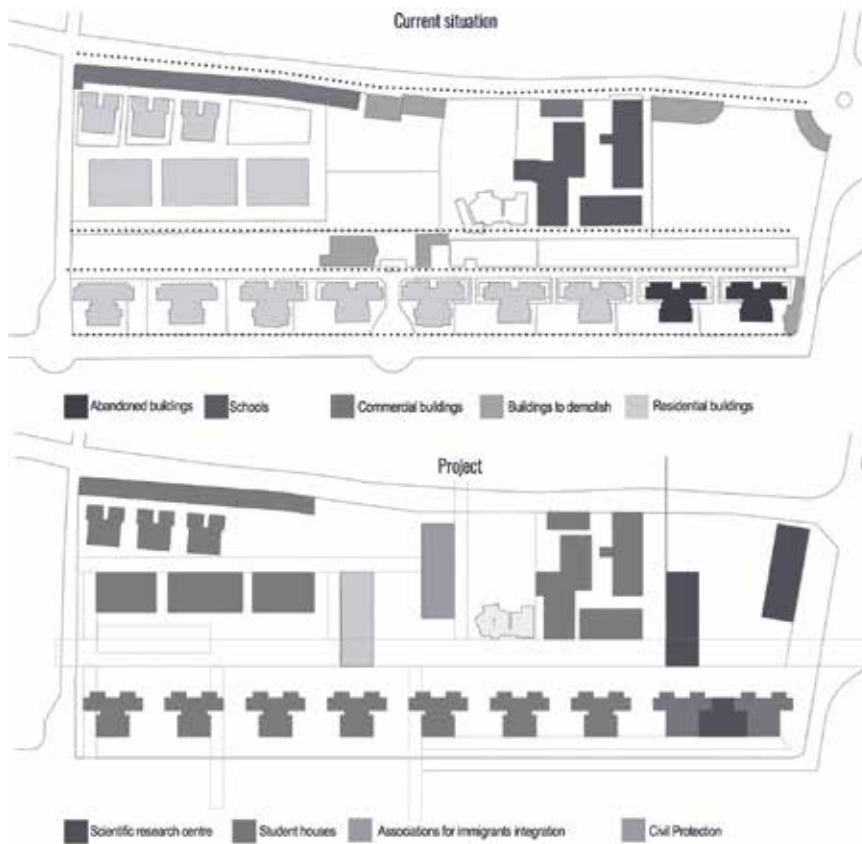 Current situation
Abandoned buildings Schools Commercial buildings Buildings to demolish Residential buildings
Project
Scientific research centre Student houses Associations for immigrants integration Civil Protection